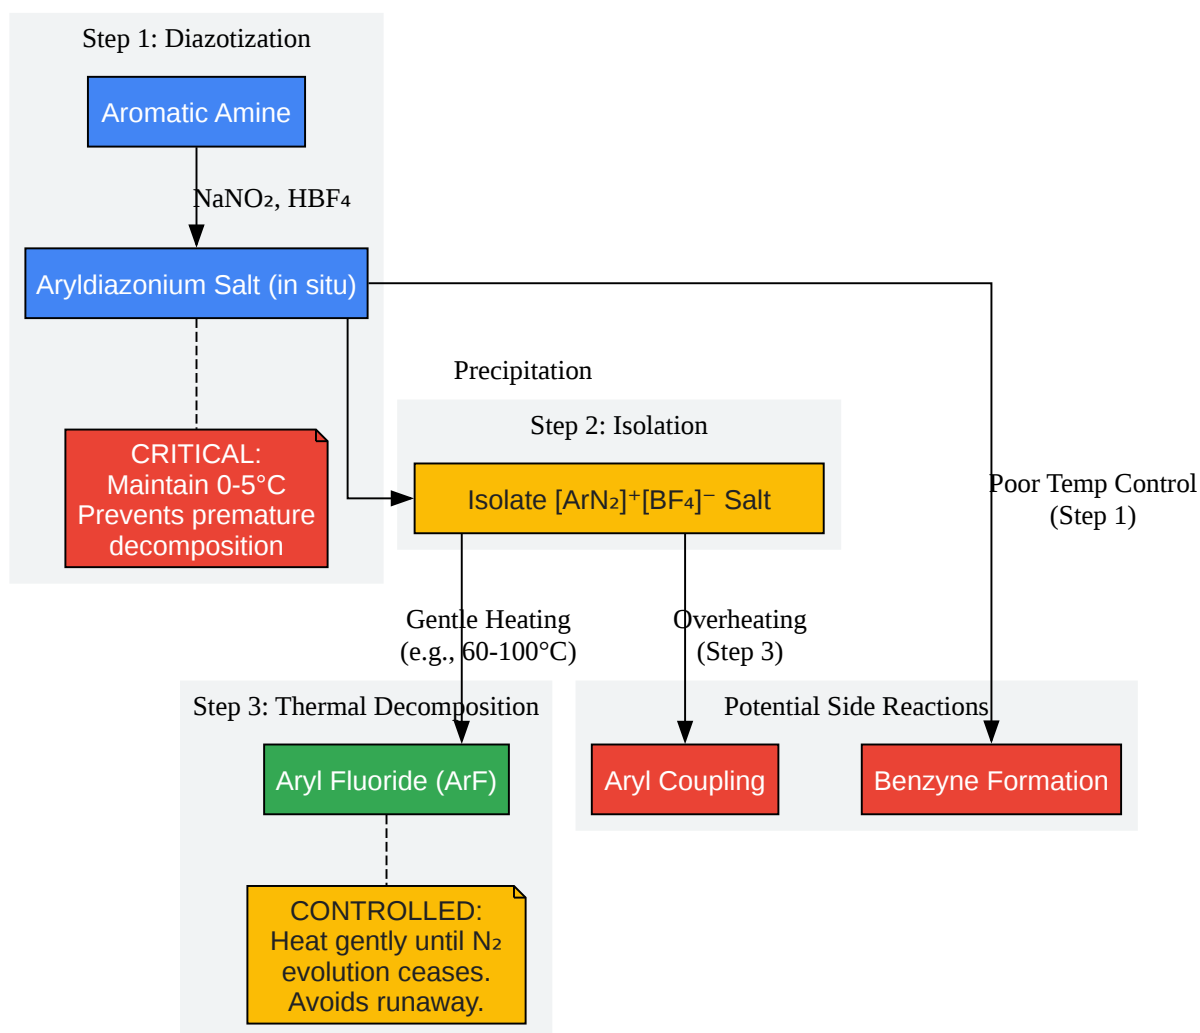 Step 1: Diazotization
Aromatic Amine
NaNO₂, HBF₄
Aryldiazonium Salt (in situ)
CRITICAL:
Maintain 0-5°C
Prevents premature
decomposition
Precipitation
Step 2: Isolation
Isolate [ArN₂]⁺[BF₄]⁻ Salt
Poor Temp Control
(Step 1)
Gentle Heating
(e.g., 60-100°C)
Overheating
(Step 3)
Step 3: Thermal Decomposition
Aryl Fluoride (ArF)
CONTROLLED:
Heat gently until N₂
evolution ceases.
Avoids runaway.
Potential Side Reactions
Aryl Coupling
Benzyne Formation